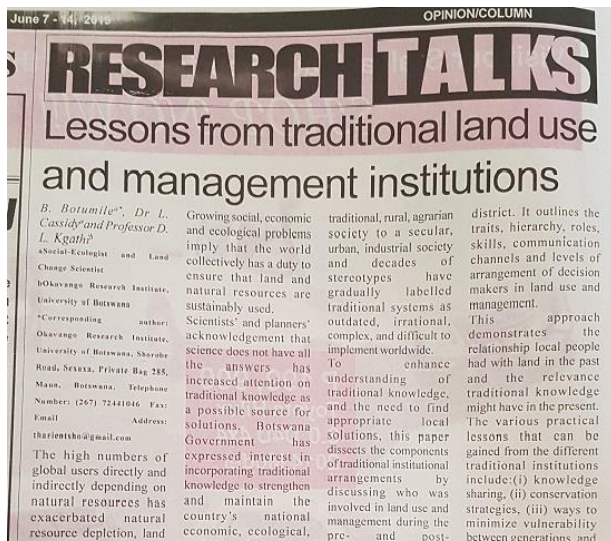 June 7 - 14, 2019
OPINION/COLUMN
RESEARCH TALKS
Lessons from traditional land use
and management institutions
B. Botumile a*, Dr L.
Cassidy a and Professor D.
L. Kgathi b
aSocial-Ecologist and Land
Change Scientist
bOkavango Research Institute,
University of Botswana
*Corresponding author:
Okavango Research Institute,
University of Botswana, Shorobe
Road, Sexaxa, Private Bag 285,
Maun, Botswana. Telephone
Number: (267) 72441046 Fax:
Email Address:
tharientsho@gmail.com
The high numbers of
global users directly and
indirectly depending on
natural resources has
exacerbated natural
resource depletion, land
Growing social, economic
and ecological problems
imply that the world
collectively has a duty to
ensure that land and
natural resources are
sustainably used.
Scientists' and planners'
acknowledgement that
science does not have all
the answers has
increased attention on
traditional knowledge as
a possible source for
solutions. Botswana
Government has
expressed interest in
incorporating traditional
knowledge to strengthen
and maintain the
country's national
economic, ecological,
traditional, rural, agrarian
society to a secular,
urban, industrial society
and decades of
stereotypes have
gradually labelled
traditional systems as
outdated, irrational,
complex, and difficult to
implement worldwide.
To enhance
understanding of
traditional knowledge,
and the need to find
appropriate local
solutions, this paper
dissects the components
of traditional institutional
arrangements by
discussing who was
involved in land use and
management during the
pre- and post-
district. It outlines the
traits, hierarchy, roles,
skills, communication
channels and levels of
arrangement of decision
makers in land use and
management.
This approach
demonstrates the
relationship local people
had with land in the past
and the relevance
traditional knowledge
might have in the present.
The various practical
lessons that can be
gained from the different
traditional institutions
include:(i) knowledge
sharing, (ii) conservation
strategies, (iii) ways to
minimize vulnerability
between generations, and